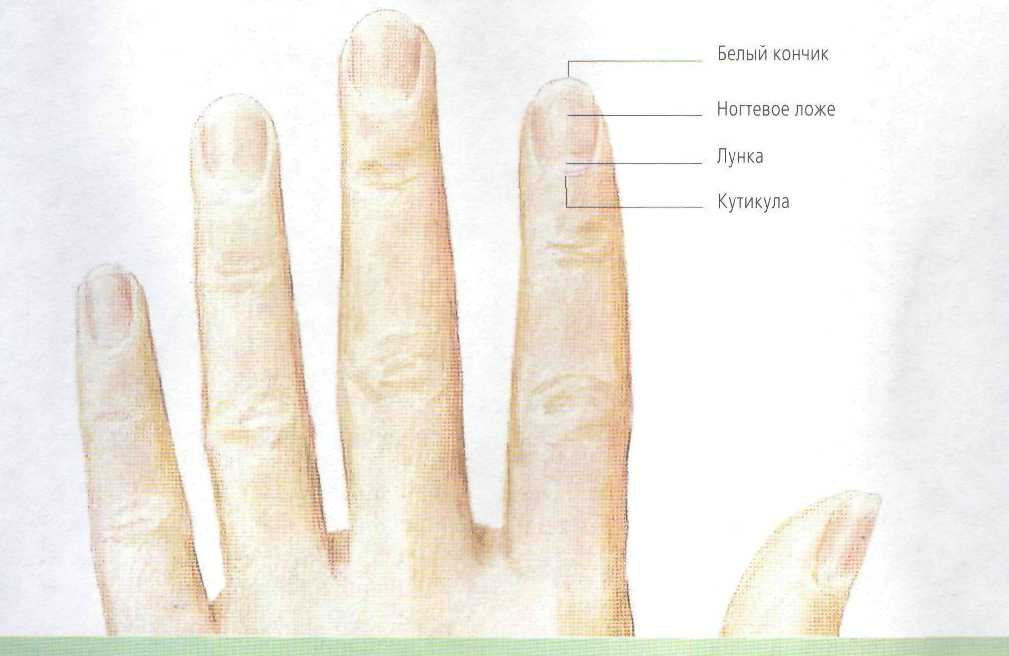 Белый кончик
Ногтевое ложе
Лунка
Кутикула